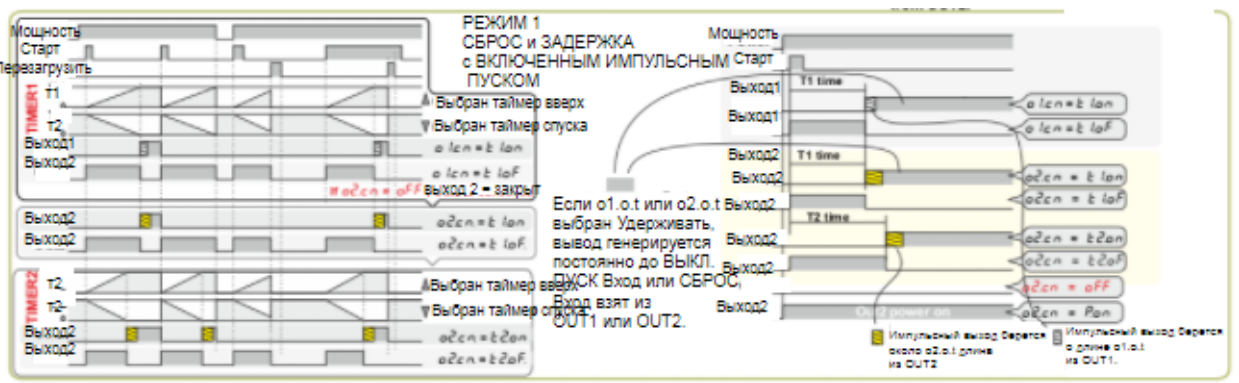 Мощность
Старт
Перезагрузить
TIMER1
T1
T2
Выход1
Выход2
o1cn=t1on
o1cn=t1oF
If o2cn = oFF выход 2 = закрыт
Выбран таймер вверх
Выбран таймер спуска
Выход2
Выход2
o2cn=t1on
o2cn=t1oF.
TIMER2
T2
T2
Выход2
Выход2
Выбран таймер вверх
Выбран таймер спуска
o2cn=t2on
o2cn=t2oF.
РЕЖИМ 1
СБРОС и ЗАДЕРЖКА
с ВКЛЮЧЕННЫМ ИМПУЛЬСНЫМ
ПУСКОМ
Если o1.o.t или o2.o.t
выбран Удерживать,
вывод генерируется
постоянно до ВЫКЛ.
ПУСК Вход или СБРОС,
Вход взят из
OUT1 или OUT2.
Мощность
Старт
Выход1
T1 time
o1cn=t1on
Выход1
o1cn=t1oF
Выход2
T1 time
Выход2
o2cn = t1on
o2cn = t1oF
T2 time
Выход2
Выход2
o2cn = t2on
Выход2
o2cn = t2oF
o2cn = oFF
Выход2
Out2 power on
o2cn = Pon
Импульсный выход берется
около o2.o.t длине
из OUT2
Импульсный выход берется
о длине o1.o.t
из OUT1.